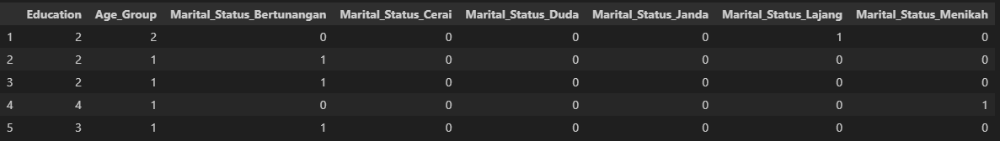 Education Age_Group Marital_Status_Bertunangan Marital_Status_Cerai Marital_Status_Duda Marital_Status_Janda Marital_Status_Lajang Marital_Status_Menikah
1 2 2 0 0 0 0 1 0
2 2 1 1 0 0 0 0 0
3 2 1 1 0 0 0 0 0
4 4 1 0 0 0 0 0 1
5 3 1 1 0 0 0 0 0